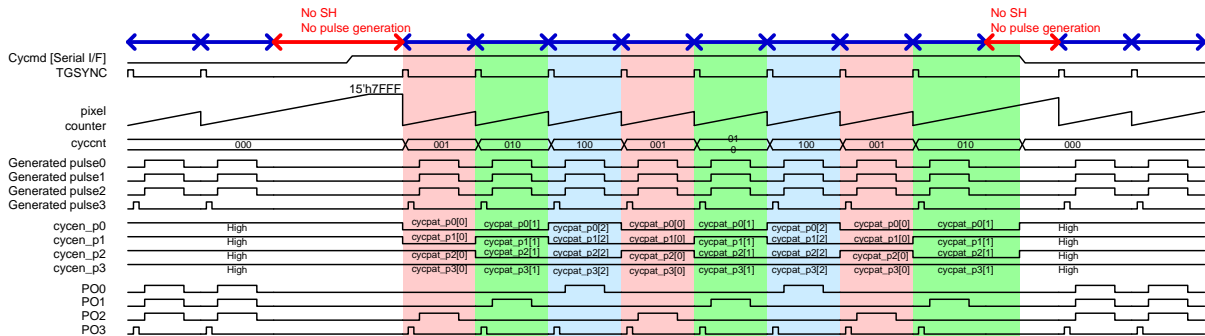 No SH
No pulse generation
No SH
No pulse generation
Cycmd [Serial I/F]
TGSYNC
15'h7FFF
pixel
counter
cyccnt 000 001 010 100 001 010 100 001 010 000
Generated pulse0
Generated pulse1
Generated pulse2
Generated pulse3
cycen_p0 High cycpat_p0[0] cycpat_p0[1] cycpat_p0[2] cycpat_p0[0] cycpat_p0[1] cycpat_p0[2] cycpat_p0[0] cycpat_p0[1] High
cycen_p1 High cycpat_p1[0] cycpat_p1[1] cycpat_p1[2] cycpat_p1[0] cycpat_p1[1] cycpat_p1[2] cycpat_p1[0] cycpat_p1[1] High
cycen_p2 High cycpat_p2[0] cycpat_p2[1] cycpat_p2[2] cycpat_p2[0] cycpat_p2[1] cycpat_p2[2] cycpat_p2[0] cycpat_p2[1] High
cycen_p3 High cycpat_p3[0] cycpat_p3[1] cycpat_p3[2] cycpat_p3[0] cycpat_p3[1] cycpat_p3[2] cycpat_p3[0] cycpat_p3[1] High
PO0
PO1
PO2
PO3